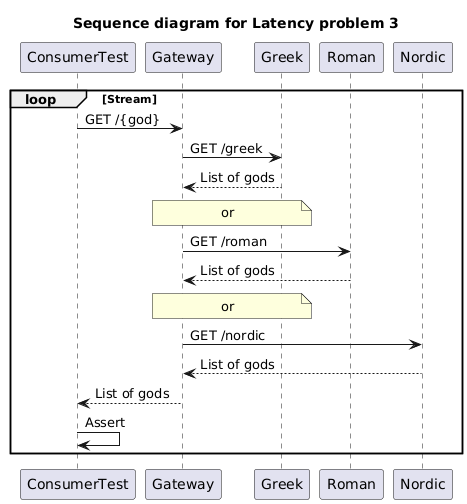 Sequence diagram for Latency problem 3
ConsumerTest Gateway Greek Roman Nordic
loop [Stream]
GET /{god}
GET /greek
List of gods
or
GET /roman
List of gods
or
GET /nordic
List of gods
List of gods
Assert
ConsumerTest Gateway Greek Roman Nordic